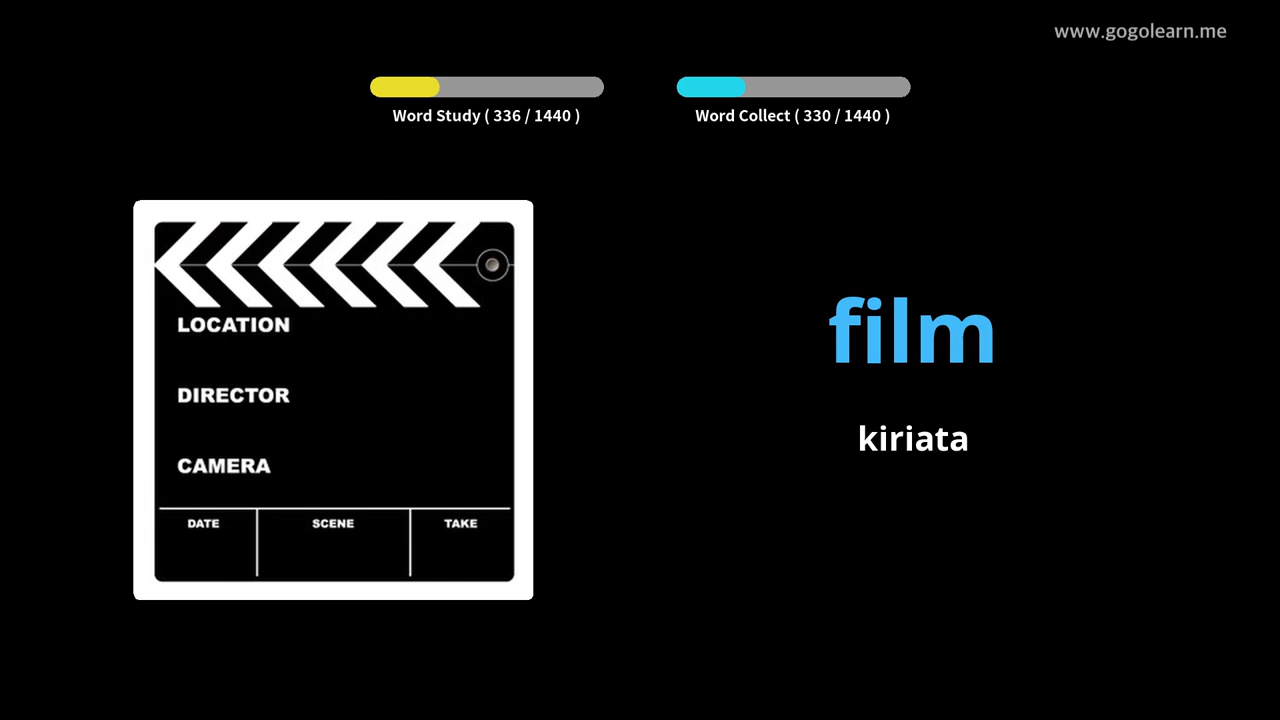 www.gogolearn.me
Word Study ( 336 / 1440 )
Word Collect ( 330 / 1440 )
LOCATION
DIRECTOR
CAMERA
DATE
SCENE
TAKE
film
kiriata